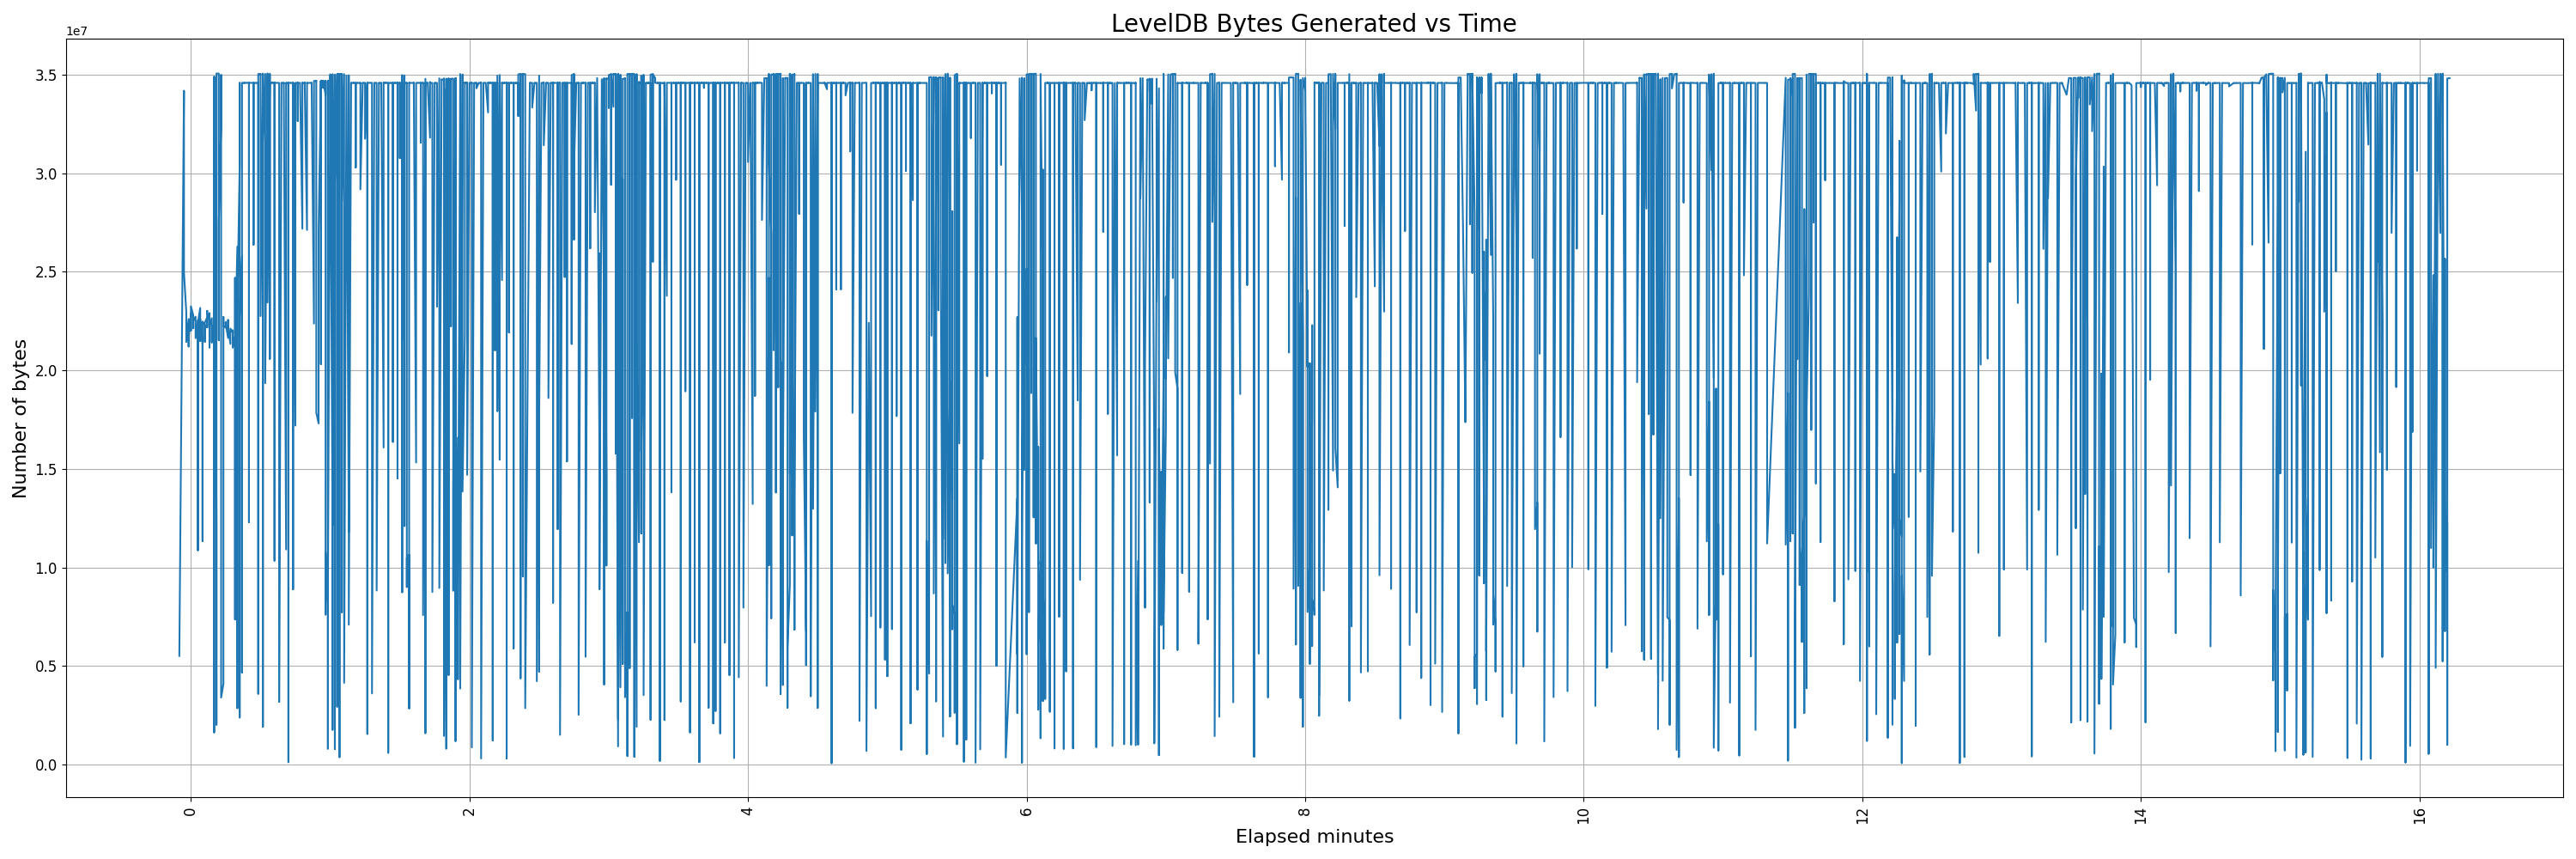 LevelDB Bytes Generated vs Time
1e7
3.5
3.0
2.5
2.0
1.5
1.0
0.5
0.0
Number of bytes
0 2 4 6 8 10 12 14 16
Elapsed minutes